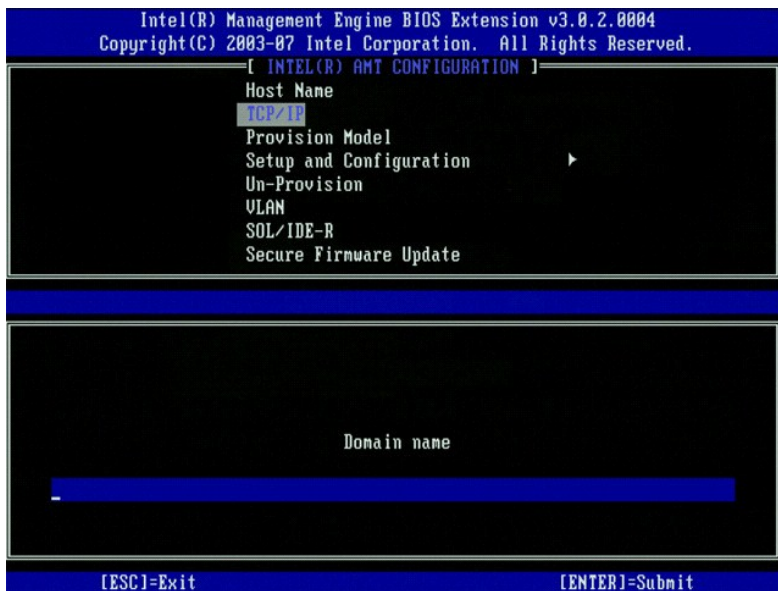 Intel(R) Management Engine BIOS Extension v3.0.2.0004
Copyright(C) 2003-07 Intel Corporation. All Rights Reserved.
[ INTEL(R) AMT CONFIGURATION ]
Host Name
TCP/IP
Provision Model
Setup and Configuration
Un-Provision
VLAN
SOL/IDE-R
Secure Firmware Update
Domain name
[ESC]=Exit [ENTER]=Submit